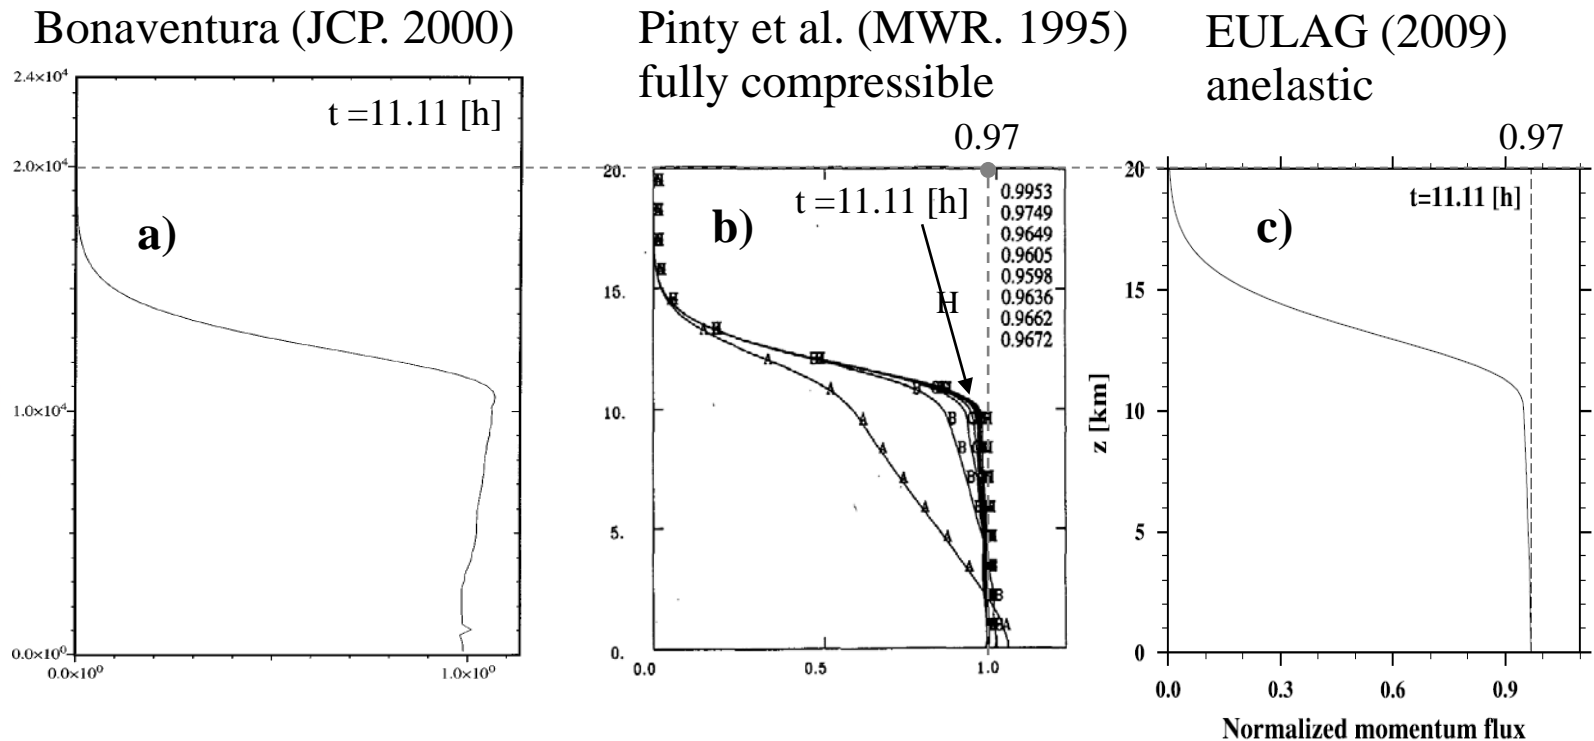 Bonaventura (JCP. 2000)
2.4×10⁴
t =11.11 [h]
2.0×10⁴
a)
1.0×10⁴
0.0×10⁰
0.0×10⁰
1.0×10⁰
Pinty et al. (MWR. 1995)
fully compressible
0.97
20.
t =11.11 [h]
b)
0.9953
0.9749
0.9649
0.9605
0.9598
0.9636
0.9662
0.9672
H
15.
10.
5.
0.
A
A
A
A
A
A
A
A
A
A
B
B
B
B
B
B
0.0
0.5
1.0
EULAG (2009)
anelastic
0.97
20
t=11.11 [h]
c)
15
10
5
0
z [km]
0.0
0.3
0.6
0.9
Normalized momentum flux